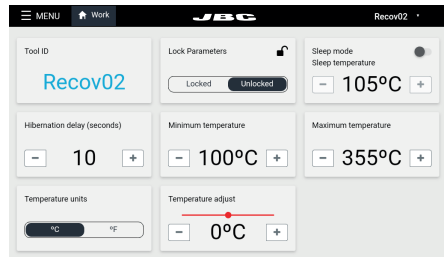 MENU
Work
JBC
Recov02
Tool ID
Recov02
Lock Parameters
Locked
Unlocked
Sleep mode
Sleep temperature
- 105ºC +
Hibernation delay (seconds)
- 10 +
Minimum temperature
- 100ºC +
Maximum temperature
- 355ºC +
Temperature units
ºC
ºF
Temperature adjust
- 0ºC +